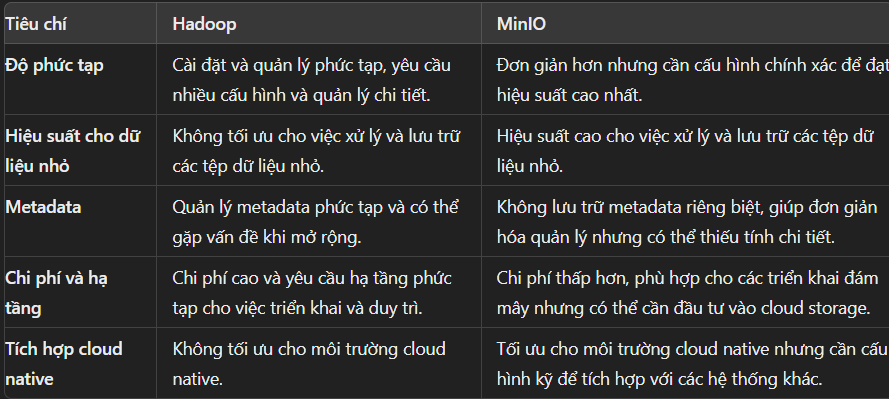 Tiêu chí Hadoop MinIO
Độ phức tạp Cài đặt và quản lý phức tạp, yêu cầu Đơn giản hơn nhưng cần cấu hình chính xác để đạt
nhiều cấu hình và quản lý chi tiết. hiệu suất cao nhất.
Hiệu suất cho dữ Không tối ưu cho việc xử lý và lưu trữ Hiệu suất cao cho việc xử lý và lưu trữ các tệp dữ
liệu nhỏ các tệp dữ liệu nhỏ. liệu nhỏ.
Metadata Quản lý metadata phức tạp và có thể Không lưu trữ metadata riêng biệt, giúp đơn giản
gặp vấn đề khi mở rộng. hóa quản lý nhưng có thể thiếu tính chi tiết.
Chi phí và hạ Chi phí cao và yêu cầu hạ tầng phức Chi phí thấp hơn, phù hợp cho các triển khai đám
tầng tạp cho việc triển khai và duy trì. mây nhưng có thể cần đầu tư vào cloud storage.
Tích hợp cloud Không tối ưu cho môi trường cloud Tối ưu cho môi trường cloud native nhưng cần cấu
native native. hình kỹ để tích hợp với các hệ thống khác.